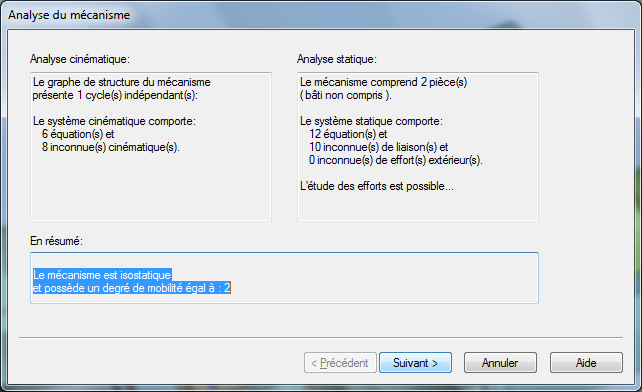 Analyse du mécanisme
Analyse cinématique:
Le graphe de structure du mécanisme
présente 1 cycle(s) indépendant(s):
Le système cinématique comporte:
6 équation(s) et
8 inconnue(s) cinématique(s).
Analyse statique:
Le mécanisme comprend 2 pièce(s)
( bâti non compris ).
Le système statique comporte:
12 équation(s) et
10 inconnue(s) de liaison(s) et
0 inconnue(s) de effort(s) extérieur(s).
L'étude des efforts est possible...
En résumé:
Le mécanisme est isostatique
et possède un degré de mobilité égal à : 2
< Précédent
Suivant >
Annuler
Aide